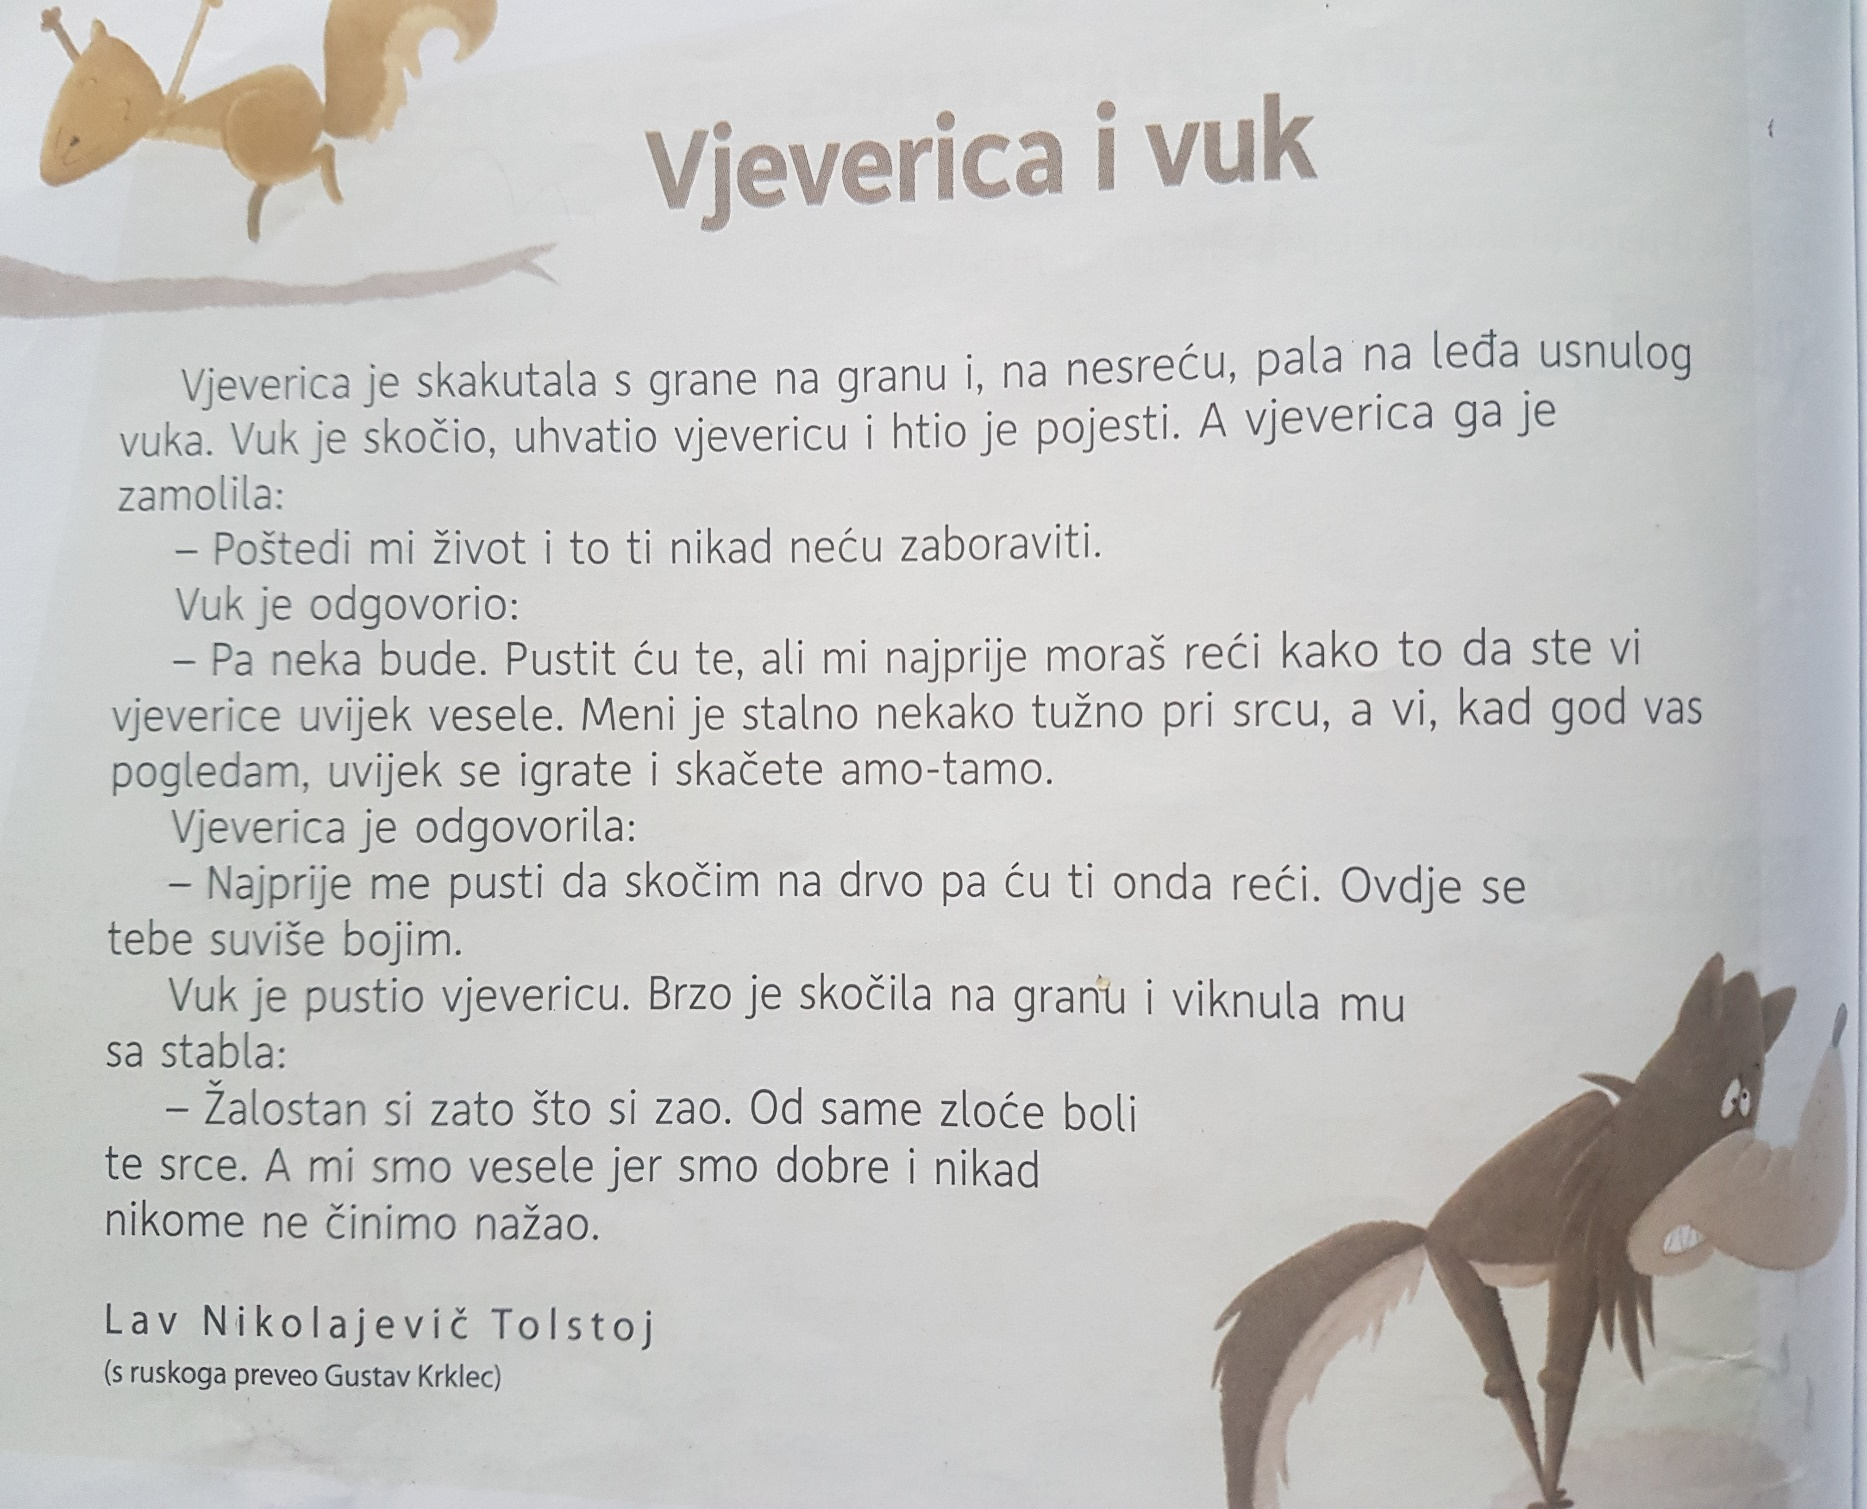 Vjeverica i vuk
Vjeverica je skakutala s grane na granu i, na nesreću, pala na leđa usnulog
vuka. Vuk je skočio, uhvatio vjevericu i htio je pojesti. A vjeverica ga je
zamolila:
– Poštedi mi život i to ti nikad neću zaboraviti.
Vuk je odgovorio:
– Pa neka bude. Pustit ću te, ali mi najprije moraš reći kako to da ste vi
vjeverice uvijek vesele. Meni je stalno nekako tužno pri srcu, a vi, kad god vas
pogledam, uvijek se igrate i skačete amo-tamo.
Vjeverica je odgovorila:
– Najprije me pusti da skočim na drvo pa ću ti onda reći. Ovdje se
tebe suviše bojim.
Vuk je pustio vjevericu. Brzo je skočila na granu i viknula mu
sa stabla:
– Žalostan si zato što si zao. Od same zloće boli
te srce. A mi smo vesele jer smo dobre i nikad
nikome ne činimo nažao.
Lav Nikolajevič Tolstoj
(s ruskoga preveo Gustav Krklec)